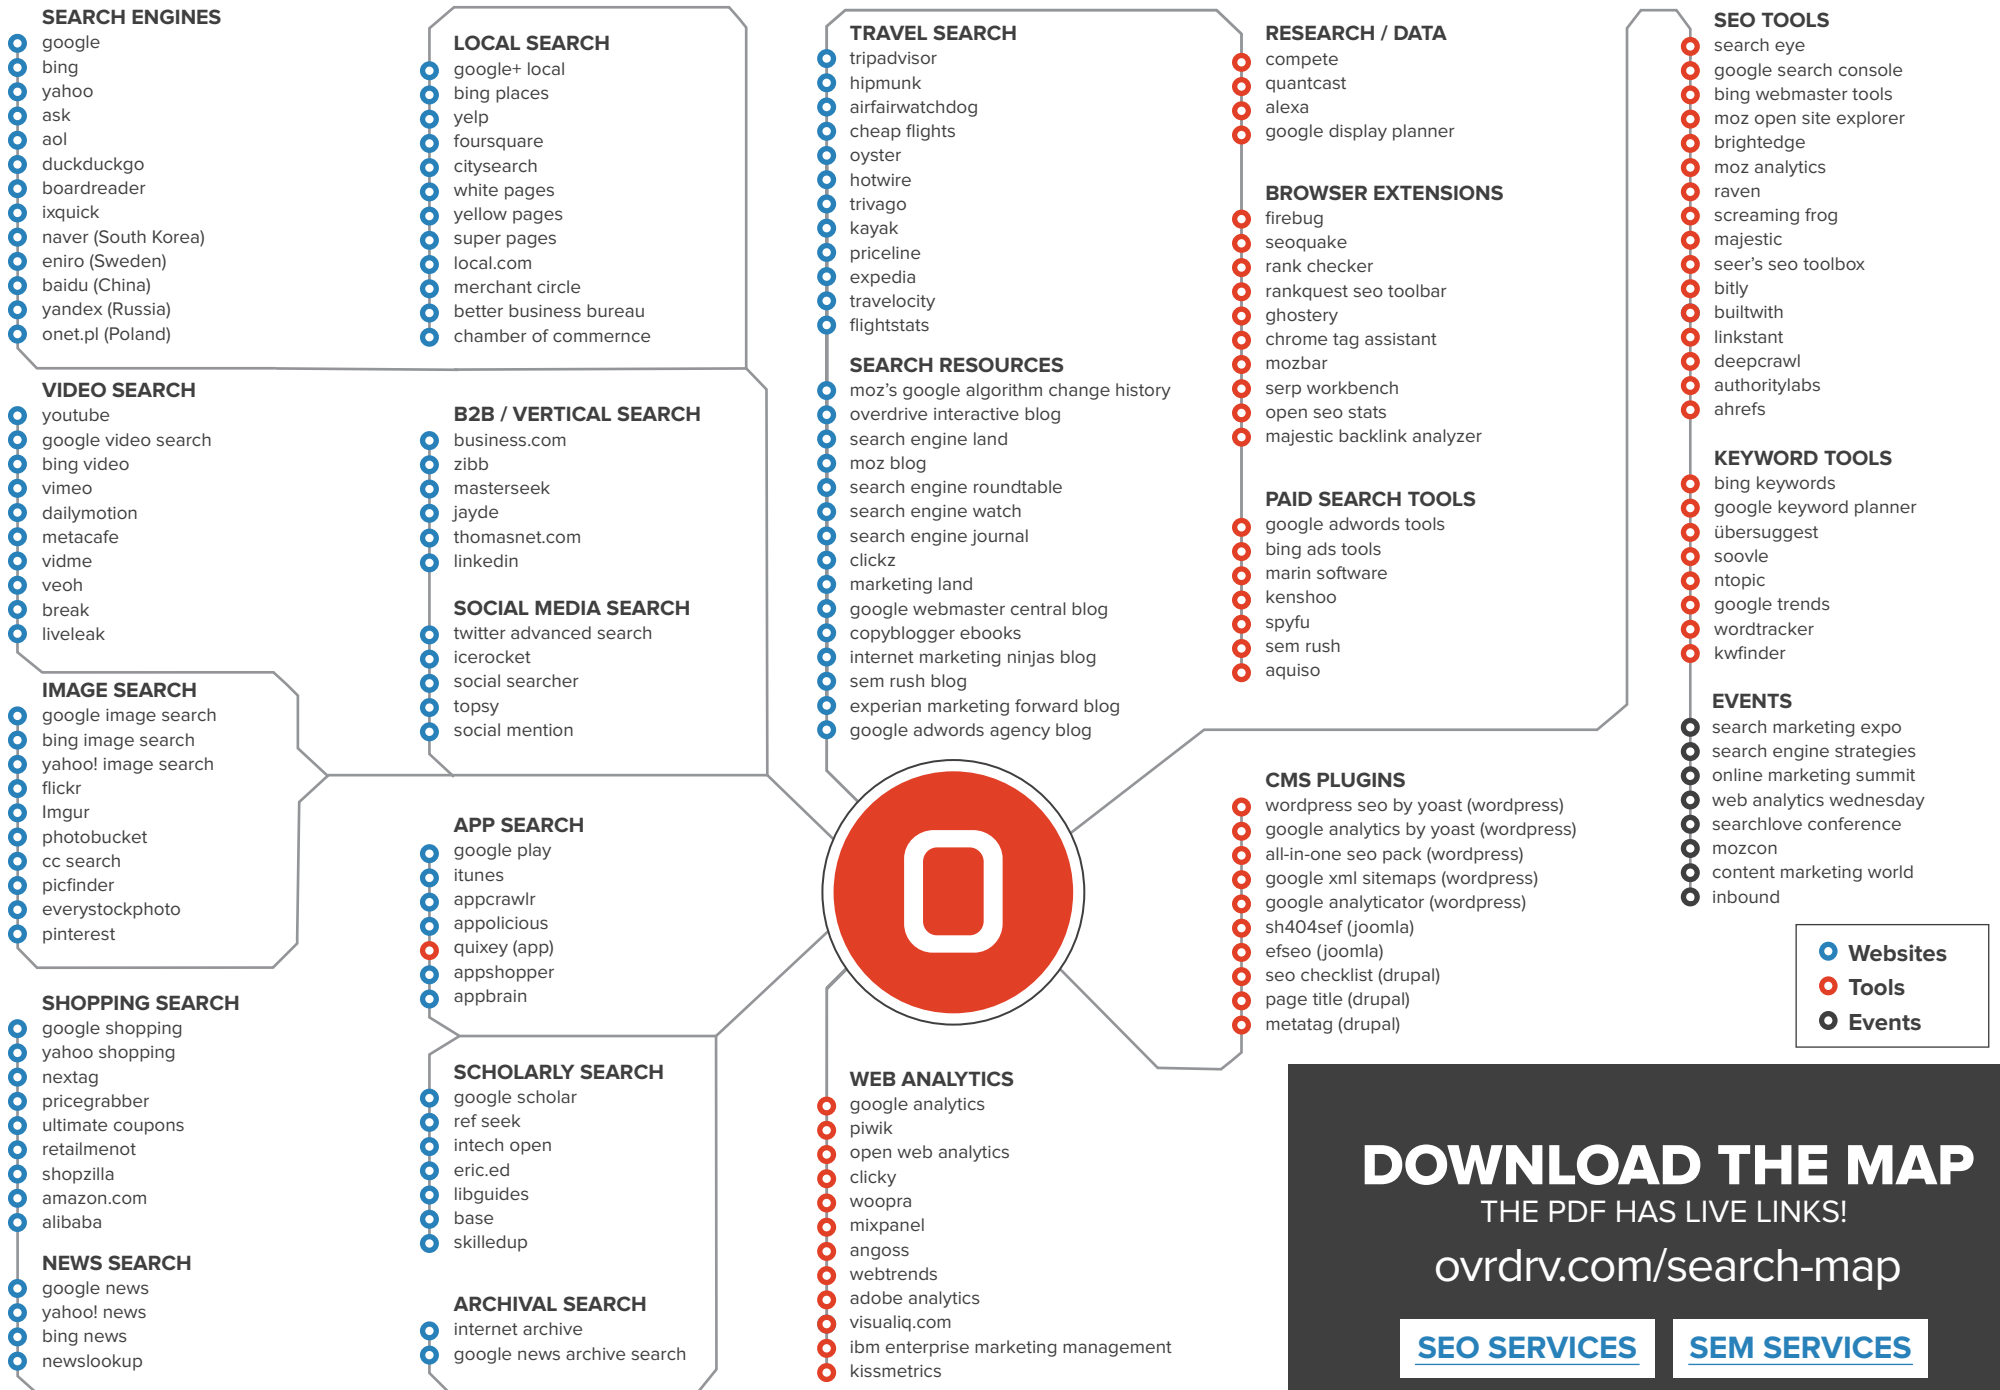 SEARCH ENGINES
google
bing
yahoo
ask
aol
duckduckgo
boardreader
ixquick
naver (South Korea)
eniro (Sweden)
baidu (China)
yandex (Russia)
onet.pl (Poland)
VIDEO SEARCH
youtube
google video search
bing video
vimeo
dailymotion
metacafe
vidme
veoh
break
liveleak
IMAGE SEARCH
google image search
bing image search
yahoo! image search
flickr
Imgur
photobucket
cc search
picfinder
everystockphoto
pinterest
SHOPPING SEARCH
google shopping
yahoo shopping
nextag
pricegrabber
ultimate coupons
retailmenot
shopzilla
amazon.com
alibaba
NEWS SEARCH
google news
yahoo! news
bing news
newslookup
LOCAL SEARCH
google+ local
bing places
yelp
foursquare
citysearch
white pages
yellow pages
super pages
local.com
merchant circle
better business bureau
chamber of commernce
B2B / VERTICAL SEARCH
business.com
zibb
masterseek
jayde
thomasnet.com
linkedin
SOCIAL MEDIA SEARCH
twitter advanced search
icerocket
social searcher
topsy
social mention
APP SEARCH
google play
itunes
appcrawlr
appolicious
quixey (app)
appshopper
appbrain
SCHOLARLY SEARCH
google scholar
ref seek
intech open
eric.ed
libguides
base
skilledup
ARCHIVAL SEARCH
internet archive
google news archive search
TRAVEL SEARCH
tripadvisor
hipmunk
airfairwatchdog
cheap flights
oyster
hotwire
trivago
kayak
priceline
expedia
travelocity
flightstats
SEARCH RESOURCES
moz's google algorithm change history
overdrive interactive blog
search engine land
moz blog
search engine roundtable
search engine watch
search engine journal
clickz
marketing land
google webmaster central blog
copyblogger ebooks
internet marketing ninjas blog
sem rush blog
experian marketing forward blog
google adwords agency blog
WEB ANALYTICS
google analytics
piwik
open web analytics
clicky
woopra
mixpanel
angoss
webtrends
adobe analytics
visualiq.com
ibm enterprise marketing management
kissmetrics
RESEARCH / DATA
compete
quantcast
alexa
google display planner
BROWSER EXTENSIONS
firebug
seoquake
rank checker
rankquest seo toolbar
ghostery
chrome tag assistant
mozbar
serp workbench
open seo stats
majestic backlink analyzer
PAID SEARCH TOOLS
google adwords tools
bing ads tools
marin software
kenshoo
spyfu
sem rush
aquiso
CMS PLUGINS
wordpress seo by yoast (wordpress)
google analytics by yoast (wordpress)
all-in-one seo pack (wordpress)
google xml sitemaps (wordpress)
google analyticator (wordpress)
sh404sef (joomla)
efseo (joomla)
seo checklist (drupal)
page title (drupal)
metatag (drupal)
SEO TOOLS
search eye
google search console
bing webmaster tools
moz open site explorer
brightedge
moz analytics
raven
screaming frog
majestic
seer's seo toolbox
bitly
builtwith
linkstant
deepcrawl
authoritylabs
ahrefs
KEYWORD TOOLS
bing keywords
google keyword planner
übersuggest
soovle
ntopic
google trends
wordtracker
kwfinder
EVENTS
search marketing expo
search engine strategies
online marketing summit
web analytics wednesday
searchlove conference
mozcon
content marketing world
inbound
Websites
Tools
Events
DOWNLOAD THE MAP
THE PDF HAS LIVE LINKS!
ovrdrv.com/search-map
SEO SERVICES
SEM SERVICES